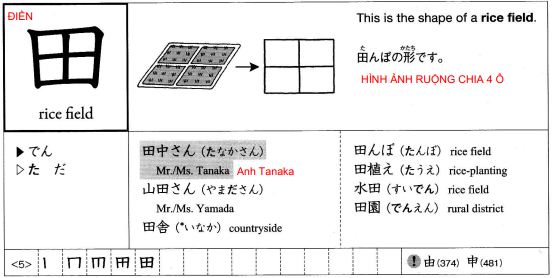 ĐIỀN
田
rice field
This is the shape of a rice field.
田んぼの形です。
た かたち
HÌNH ẢNH RUỘNG CHIA 4 Ô
▶でん
▷た だ
田中さん(たなかさん)
Mr./Ms. Tanaka Anh Tanaka
山田さん(やまださん)
Mr./Ms. Yamada
田舎(*いなか) countryside
田んぼ(たんぼ) rice field
田植え(たうえ) rice-planting
水田(すいでん) rice field
田園(でんえん) rural district
<5> 丨 冂 冂 田 田
! 由(374) 申(481)